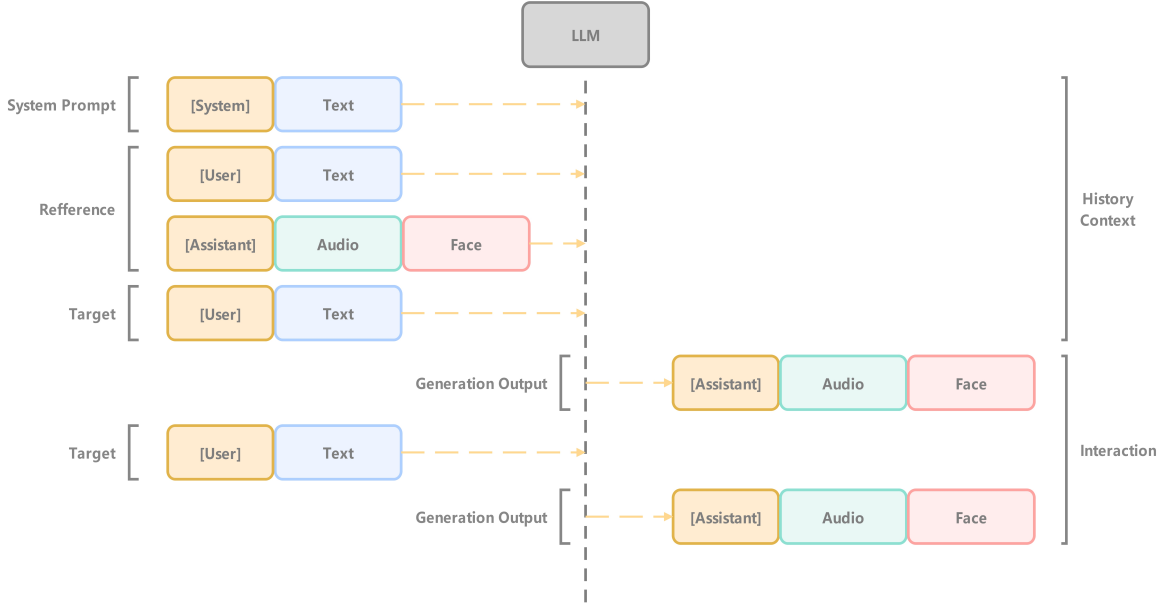 LLM
System Prompt
[System]
Text
[User]
Text
Refference
[Assistant]
Audio
Face
History
Context
Target
[User]
Text
Generation Output
[Assistant]
Audio
Face
Target
[User]
Text
Interaction
Generation Output
[Assistant]
Audio
Face